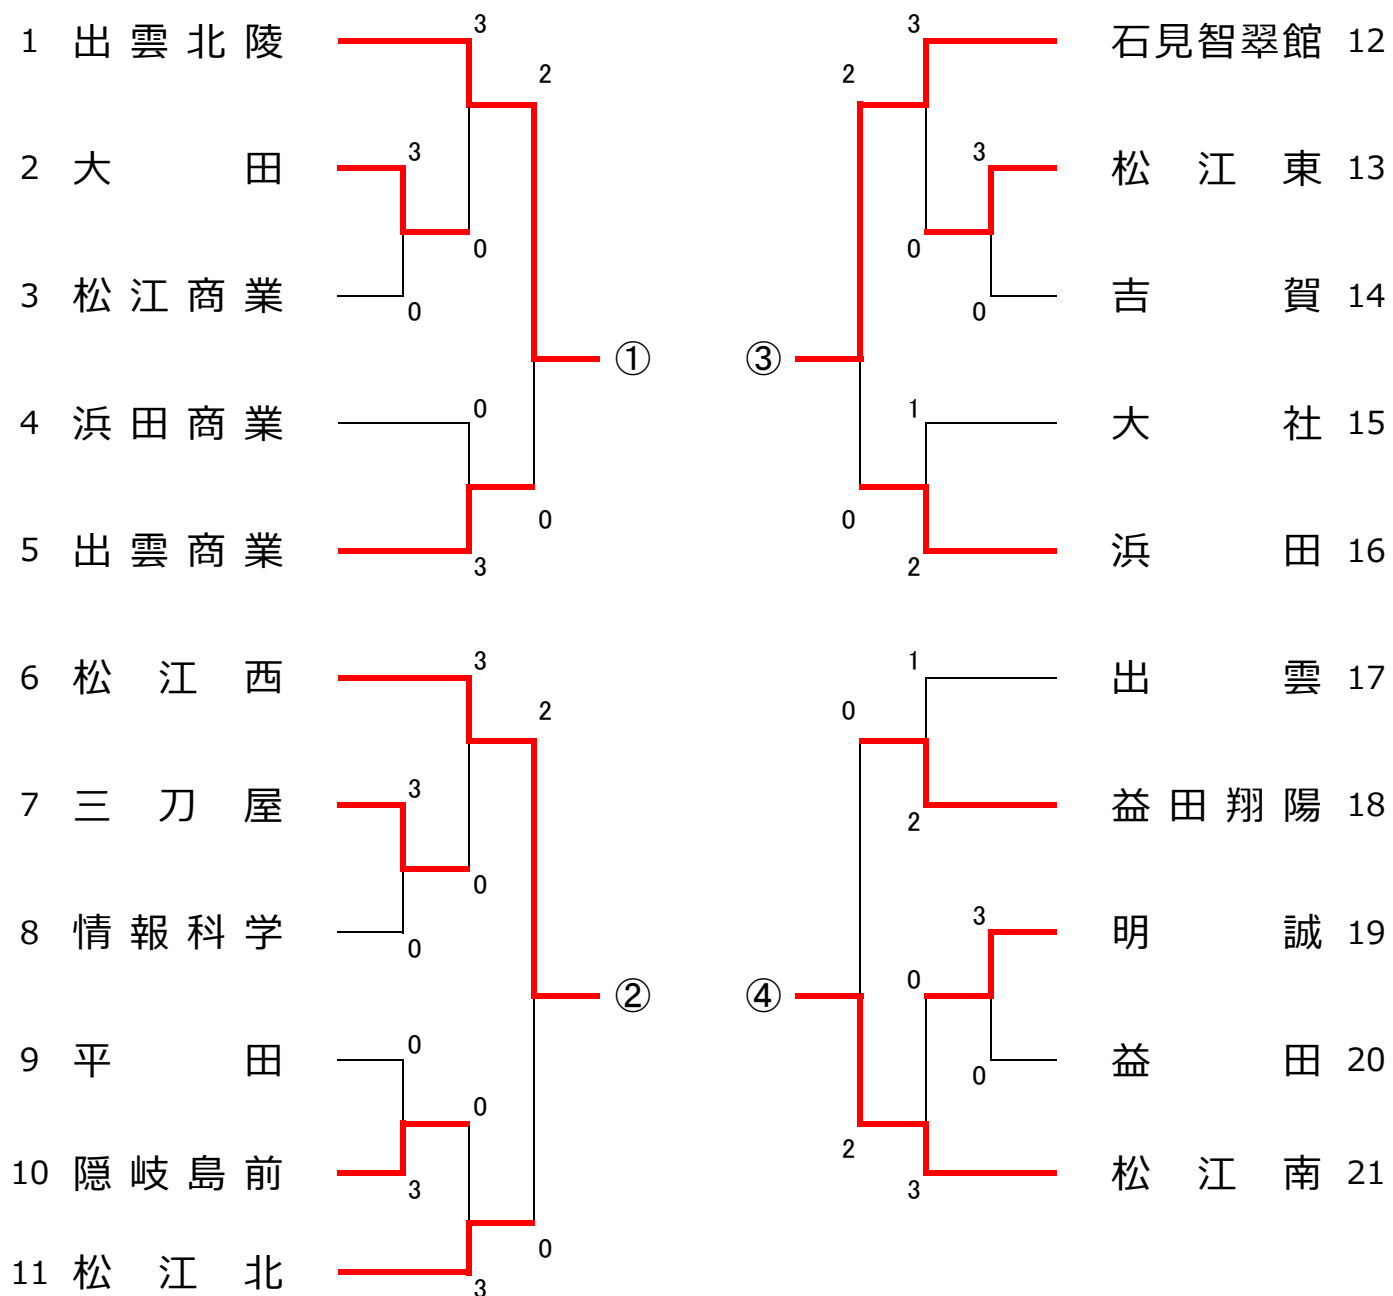 3 3
1 出雲北陵 石見智翠館 12
2 2
3 3
2 大田 松江東 13
0 0
3 松江商業 吉賀 14
0 0
① ③
0 1
4 浜田商業 大社 15
0 0
5 出雲商業 浜田 16
3 2
3 1
6 松江西 出雲 17
2 0
3
7 三刀屋 益田翔陽 18
2
0 3
8 情報科学 明誠 19
0 0
② ④
0
9 平田 益田 20
0
0
2
10 隠岐島前 松江南 21
3 3
0
11 松江北
3